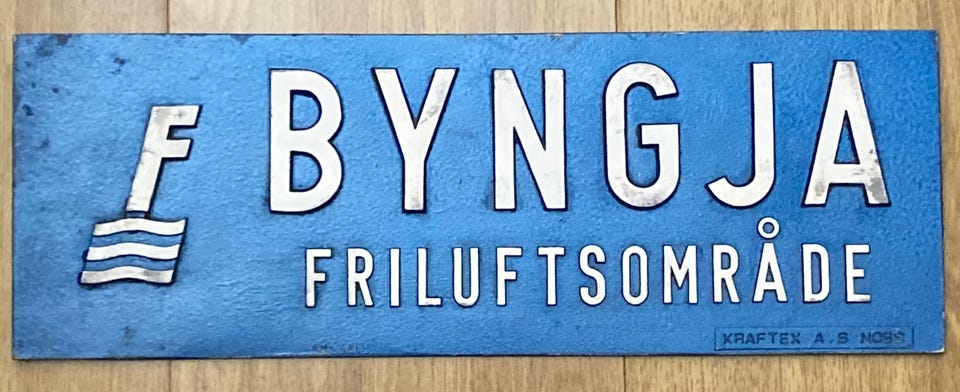 F
BYNGJA
FRILUFTSOMRÅDE
KRAFTEX A.S MOSS